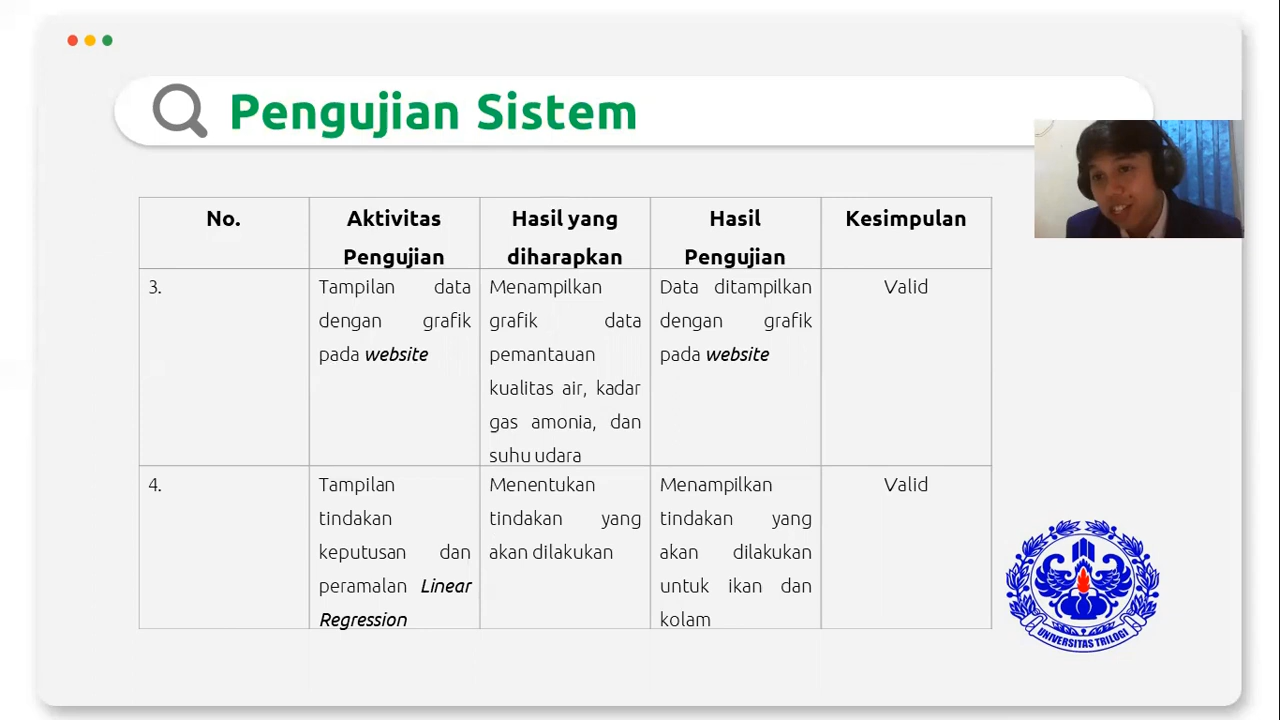 Pengujian Sistem
No.
Aktivitas
Pengujian
Hasil yang
diharapkan
Hasil
Pengujian
Kesimpulan
3.
Tampilan data
dengan grafik
pada website
Menampilkan
grafik data
pemantauan
kualitas air, kadar
gas amonia, dan
suhu udara
Data ditampilkan
dengan grafik
pada website
Valid
4.
Tampilan
tindakan
keputusan dan
peramalan Linear
Regression
Menentukan
tindakan yang
akan dilakukan
Menampilkan
tindakan yang
akan dilakukan
untuk ikan dan
kolam
Valid
UNIVERSITAS TRILOGI